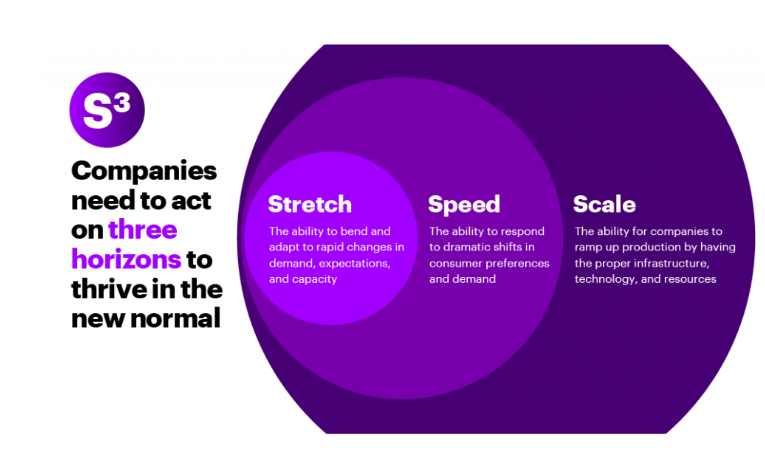 S³
Companies
need to act
on three
horizons to
thrive in the
new normal
Stretch
The ability to bend and
adapt to rapid changes in
demand, expectations,
and capacity
Speed
The ability to respond
to dramatic shifts in
consumer preferences
and demand
Scale
The ability for companies to
ramp up production by having
the proper infrastructure,
technology, and resources